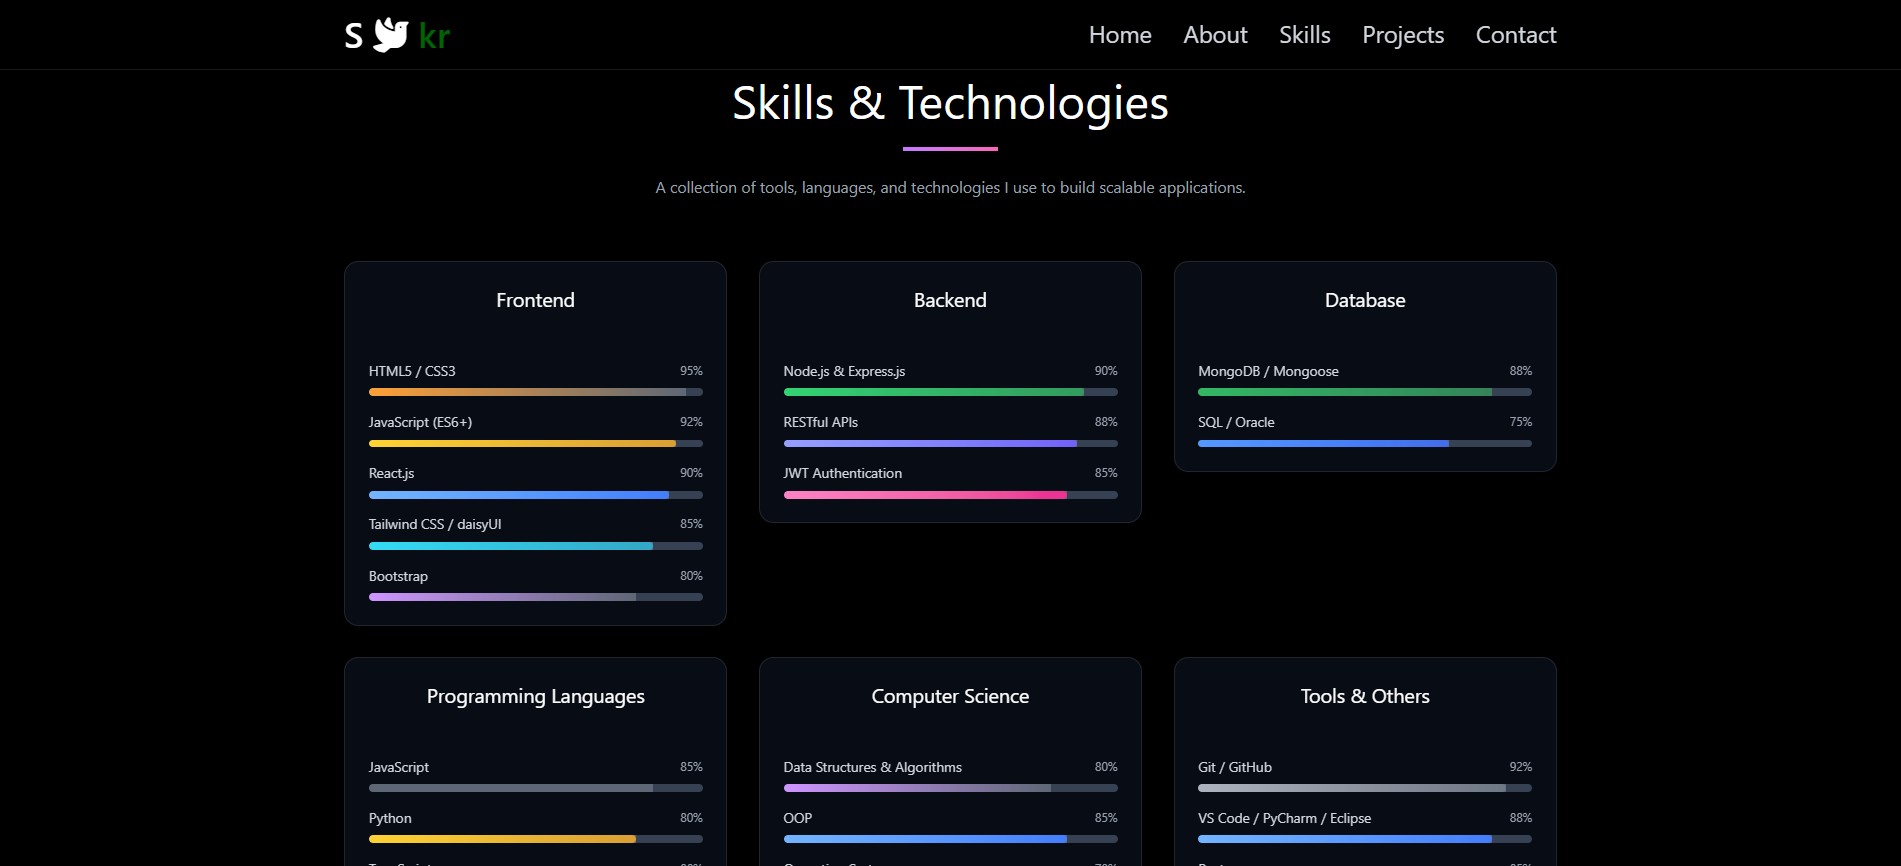 S kr
Home About Skills Projects Contact
Skills & Technologies
A collection of tools, languages, and technologies I use to build scalable applications.
Frontend
HTML5 / CSS3 95%
JavaScript (ES6+) 92%
React.js 90%
Tailwind CSS / daisyUI 85%
Bootstrap 80%
Backend
Node.js & Express.js 90%
RESTful APIs 88%
JWT Authentication 85%
Database
MongoDB / Mongoose 88%
SQL / Oracle 75%
Programming Languages
JavaScript 85%
Python 80%
Computer Science
Data Structures & Algorithms 80%
OOP 85%
Tools & Others
Git / GitHub 92%
VS Code / PyCharm / Eclipse 88%